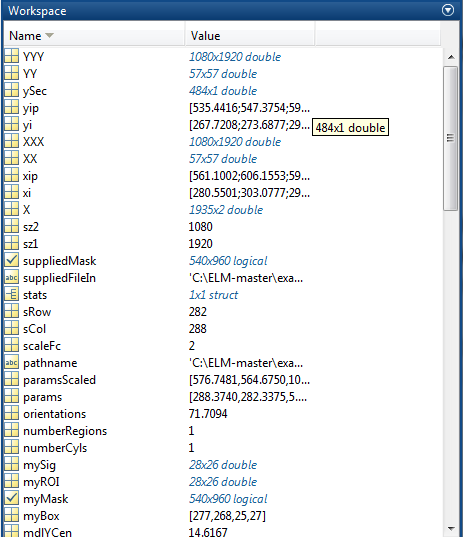 Workspace
Name Value
YYY 1080x1920 double
YY 57x57 double
ySec 484x1 double
yip [535.4416;547.3754;59...
yi [267.7208;273.6877;29...
484x1 double
XXX 1080x1920 double
XX 57x57 double
xip [561.1002;606.1553;59...
xi [280.5501;303.0777;29...
X 1935x2 double
sz2 1080
sz1 1920
suppliedMask 540x960 logical
abc suppliedFileIn 'C:\ELM-master\exa...
stats 1x1 struct
sRow 282
sCol 288
scaleFc 2
abc pathname 'C:\ELM-master\exa...
paramsScaled [576.7481,564.6750,10...
params [288.3740,282.3375,5....
orientations 71.7094
numberRegions 1
numberCyls 1
mySig 28x26 double
myROI 28x26 double
myMask 540x960 logical
myBox [277,268,25,27]
mdlYCen 14.6167